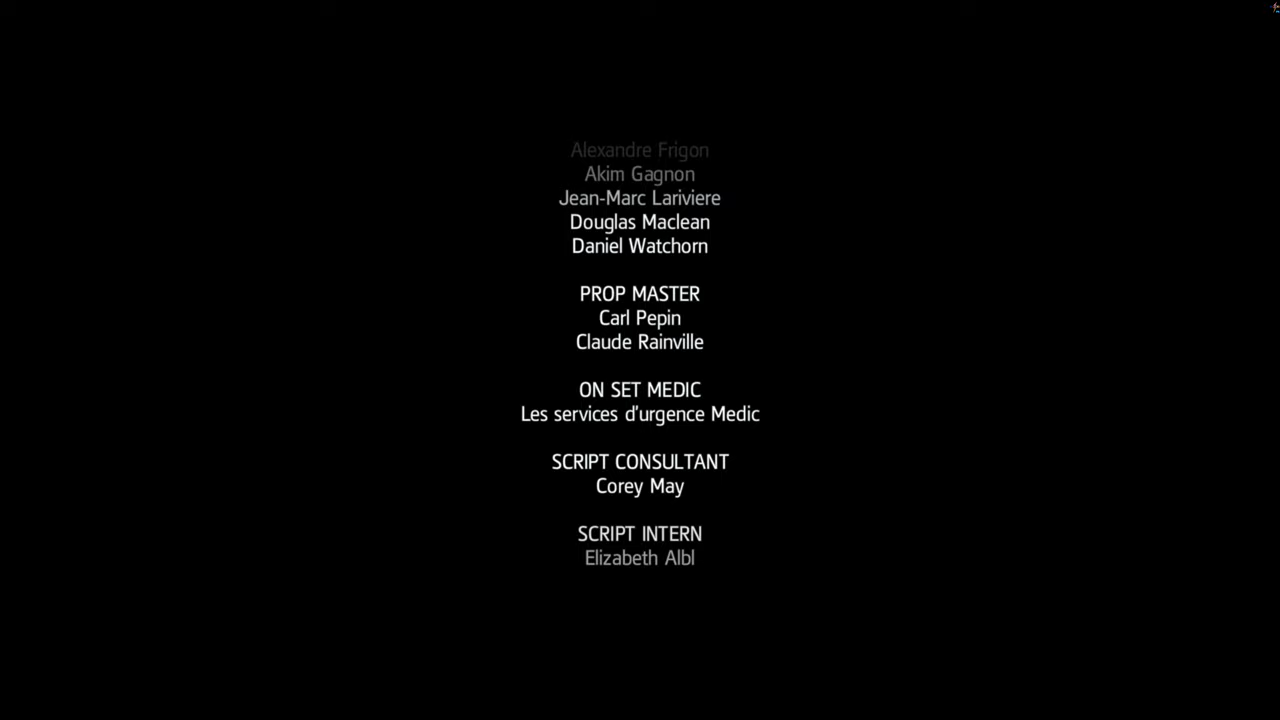 Alexandre Frigon
Akim Gagnon
Jean-Marc Lariviere
Douglas Maclean
Daniel Watchorn
PROP MASTER
Carl Pepin
Claude Rainville
ON SET MEDIC
Les services d'urgence Medic
SCRIPT CONSULTANT
Corey May
SCRIPT INTERN
Elizabeth Albl